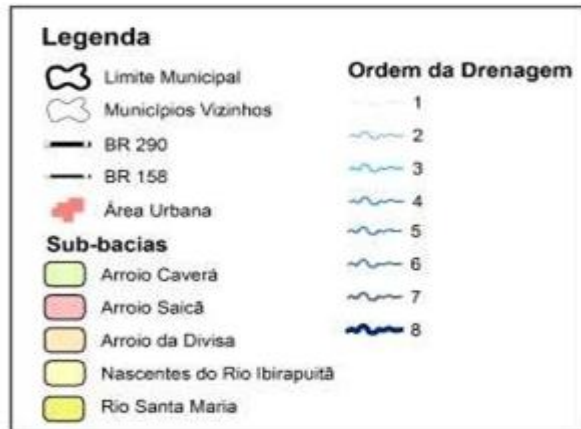 Legenda
Limite Municipal
Municípios Vizinhos
BR 290
BR 158
Área Urbana
Sub-bacias
Arroio Caverá
Arroio Saicã
Arroio da Divisa
Nascentes do Rio Ibirapuitã
Rio Santa Maria
Ordem da Drenagem
1
2
3
4
5
6
7
8